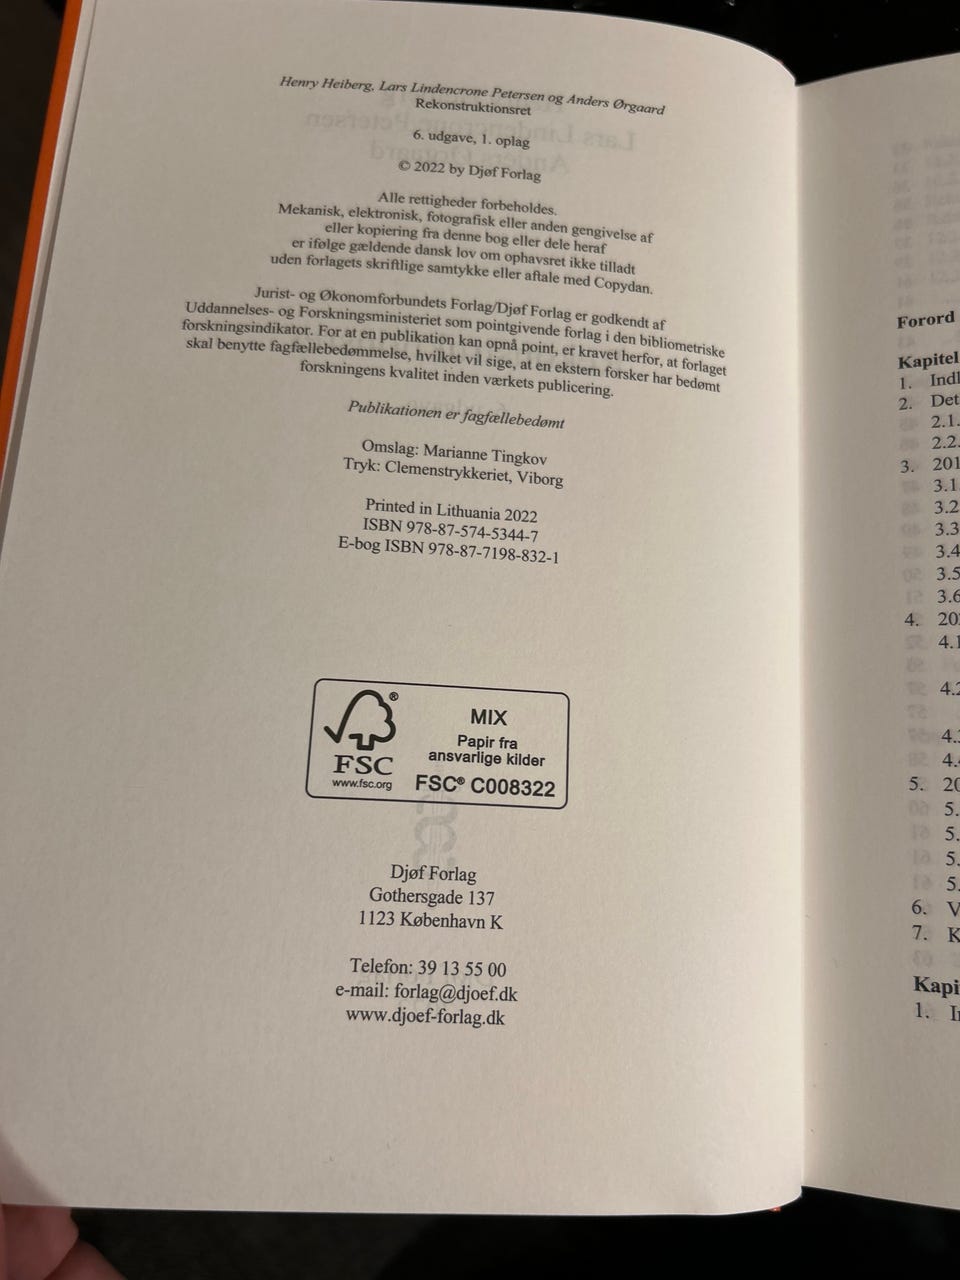 Henry Heiberg, Lars Lindencrone Petersen og Anders Ørgaard
Rekonstruktionsret
6. udgave, 1. oplag
© 2022 by Djøf Forlag
Alle rettigheder forbeholdes.
Mekanisk, elektronisk, fotografisk eller anden gengivelse af
eller kopiering fra denne bog eller dele heraf
er ifølge gældende dansk lov om ophavsret ikke tilladt
uden forlagets skriftlige samtykke eller aftale med Copydan.
Jurist- og Økonomforbundets Forlag/Djøf Forlag er godkendt af
Uddannelses- og Forskningsministeriet som pointgivende forlag i den bibliometriske
forskningsindikator. For at en publikation kan opnå point, er kravet herfor, at forlaget
skal benytte fagfællebedømmelse, hvilket vil sige, at en ekstern forsker har bedømt
forskningens kvalitet inden værkets publicering.
Publikationen er fagfællebedømt
Omslag: Marianne Tingkov
Tryk: Clemenstrykkeriet, Viborg
Printed in Lithuania 2022
ISBN 978-87-574-5344-7
E-bog ISBN 978-87-7198-832-1
®
FSC
www.fsc.org
MIX
Papir fra
ansvarlige kilder
FSC® C008322
Djøf Forlag
Gothersgade 137
1123 København K
Telefon: 39 13 55 00
e-mail: forlag@djoef.dk
www.djoef-forlag.dk
Forord
Kapitel
1. Indl
2. Det
2.1.
2.2.
3. 201
3.1
3.2
3.3
3.4
3.5
3.6
4. 20
4.1
4.2
4.
4.
5. 20
5.
5.
5.
5.
6. V
7. K
Kapi
1. I